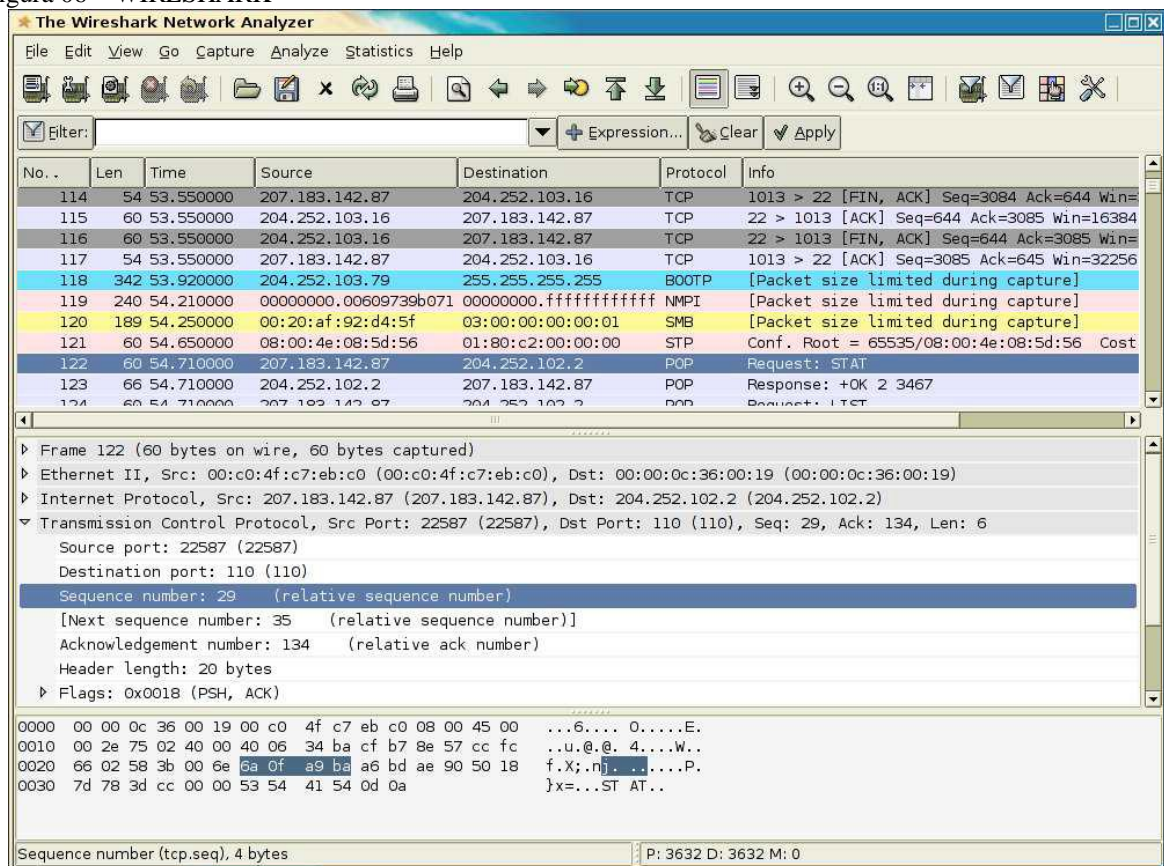 The Wireshark Network Analyzer
File Edit View Go Capture Analyze Statistics Help
Filter: Expression... Clear Apply
No. . Len Time Source Destination Protocol Info
114 54 53.550000 207.183.142.87 204.252.103.16 TCP 1013 > 22 [FIN, ACK] Seq=3084 Ack=644 Win=
115 60 53.550000 204.252.103.16 207.183.142.87 TCP 22 > 1013 [ACK] Seq=644 Ack=3085 Win=16384
116 60 53.550000 204.252.103.16 207.183.142.87 TCP 22 > 1013 [FIN, ACK] Seq=644 Ack=3085 Win=
117 54 53.550000 207.183.142.87 204.252.103.16 TCP 1013 > 22 [ACK] Seq=3085 Ack=645 Win=32256
118 342 53.920000 204.252.103.79 255.255.255.255 BOOTP [Packet size limited during capture]
119 240 54.210000 00000000.00609739b071 00000000.ffffffffffff NMPI [Packet size limited during capture]
120 189 54.250000 00:20:af:92:d4:5f 03:00:00:00:00:01 SMB [Packet size limited during capture]
121 60 54.650000 08:00:4e:08:5d:56 01:80:c2:00:00:00 STP Conf. Root = 65535/08:00:4e:08:5d:56 Cost
122 60 54.710000 207.183.142.87 204.252.102.2 POP Request: STAT
123 66 54.710000 204.252.102.2 207.183.142.87 POP Response: +OK 2 3467
124 60 54.710000 207.183.142.87 204.252.102.2 POP Request: LIST
Frame 122 (60 bytes on wire, 60 bytes captured)
Ethernet II, Src: 00:c0:4f:c7:eb:c0 (00:c0:4f:c7:eb:c0), Dst: 00:00:0c:36:00:19 (00:00:0c:36:00:19)
Internet Protocol, Src: 207.183.142.87 (207.183.142.87), Dst: 204.252.102.2 (204.252.102.2)
Transmission Control Protocol, Src Port: 22587 (22587), Dst Port: 110 (110), Seq: 29, Ack: 134, Len: 6
Source port: 22587 (22587)
Destination port: 110 (110)
Sequence number: 29 (relative sequence number)
[Next sequence number: 35 (relative sequence number)]
Acknowledgement number: 134 (relative ack number)
Header length: 20 bytes
Flags: 0x0018 (PSH, ACK)
0000 00 00 0c 36 00 19 00 c0 4f c7 eb c0 08 00 45 00 ...6.... O.....E.
0010 00 2e 75 02 40 00 40 06 34 ba cf b7 8e 57 cc fc ..u.@.@. 4....W..
0020 66 02 58 3b 00 6e 6a 0f a9 ba a6 bd ae 90 50 18 f.X;.nj. ......P.
0030 7d 78 3d cc 00 00 53 54 41 54 0d 0a }x=...ST AT..
Sequence number (tcp.seq), 4 bytes P: 3632 D: 3632 M: 0